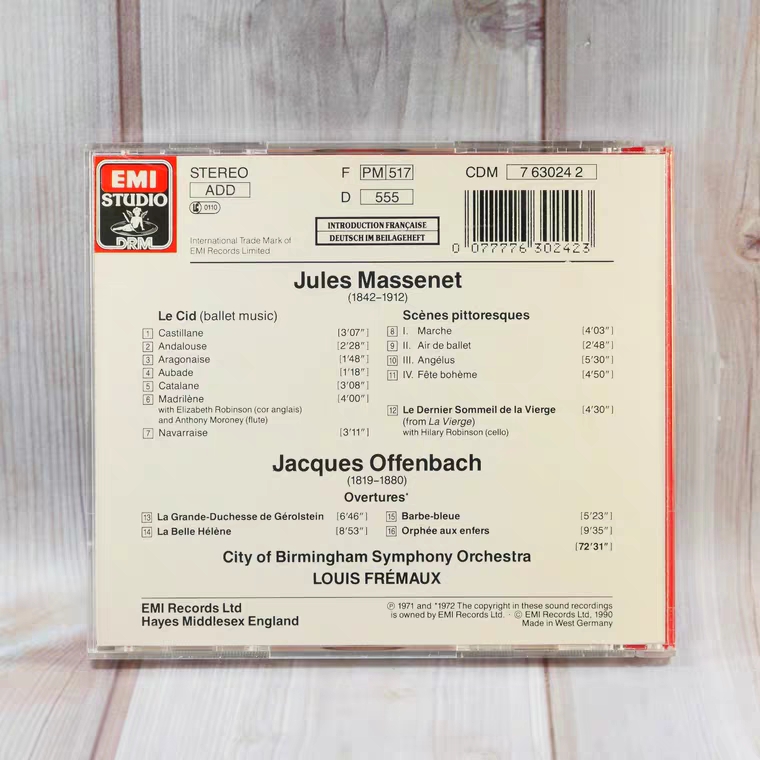 EMI
STUDIO
DRM
STEREO
ADD
0110
International Trade Mark of
EMI Records Limited
F PM 517
D 555
INTRODUCTION FRANÇAISE
DEUTSCH IM BEILAGEHEFT
CDM 7 63024 2
0 077776 302423
Jules Massenet
(1842–1912)
Le Cid (ballet music)
1 Castillane [3'07"]
2 Andalouse [2'28"]
3 Aragonaise [1'48"]
4 Aubade [1'18"]
5 Catalane [3'08"]
6 Madrilène [4'00"]
with Elizabeth Robinson (cor anglais)
and Anthony Moroney (flute)
7 Navarraise [3'11"]
Scènes pittoresques
8 I. Marche [4'03"]
9 II. Air de ballet [2'48"]
10 III. Angélus [5'30"]
11 IV. Fête bohème [4'50"]
12 Le Dernier Sommeil de la Vierge [4'30"]
(from La Vierge)
with Hilary Robinson (cello)
Jacques Offenbach
(1819–1880)
Overtures*
13 La Grande-Duchesse de Gérolstein [6'46"]
14 La Belle Hélène [8'53"]
15 Barbe-bleue [5'23"]
16 Orphée aux enfers [9'35"]
[72'31"]
City of Birmingham Symphony Orchestra
LOUIS FRÉMAUX
EMI Records Ltd
Hayes Middlesex England
℗ 1971 and *1972 The copyright in these sound recordings
is owned by EMI Records Ltd. · © EMI Records Ltd, 1990
Made in West Germany